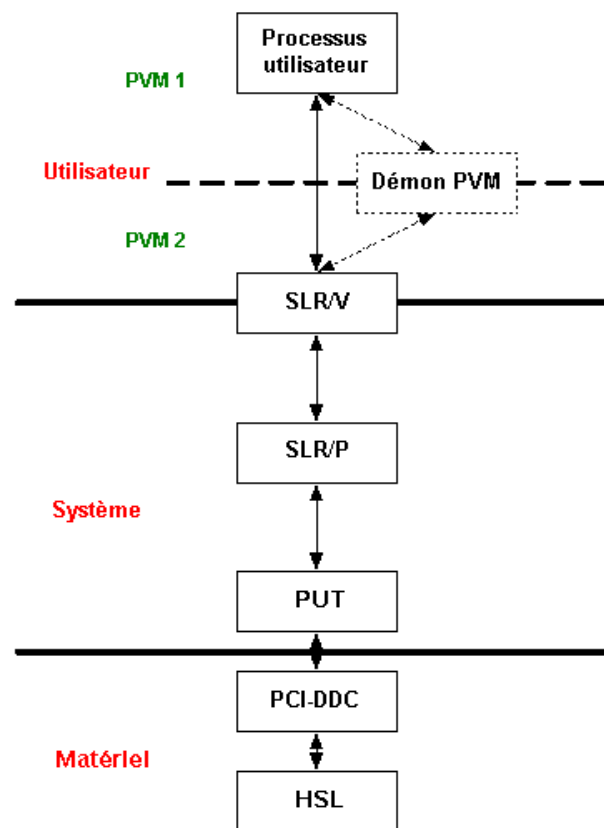 Processus
utilisateur
PVM 1
Utilisateur
Démon PVM
PVM 2
SLR/V
SLR/P
Système
PUT
PCI-DDC
Matériel
HSL